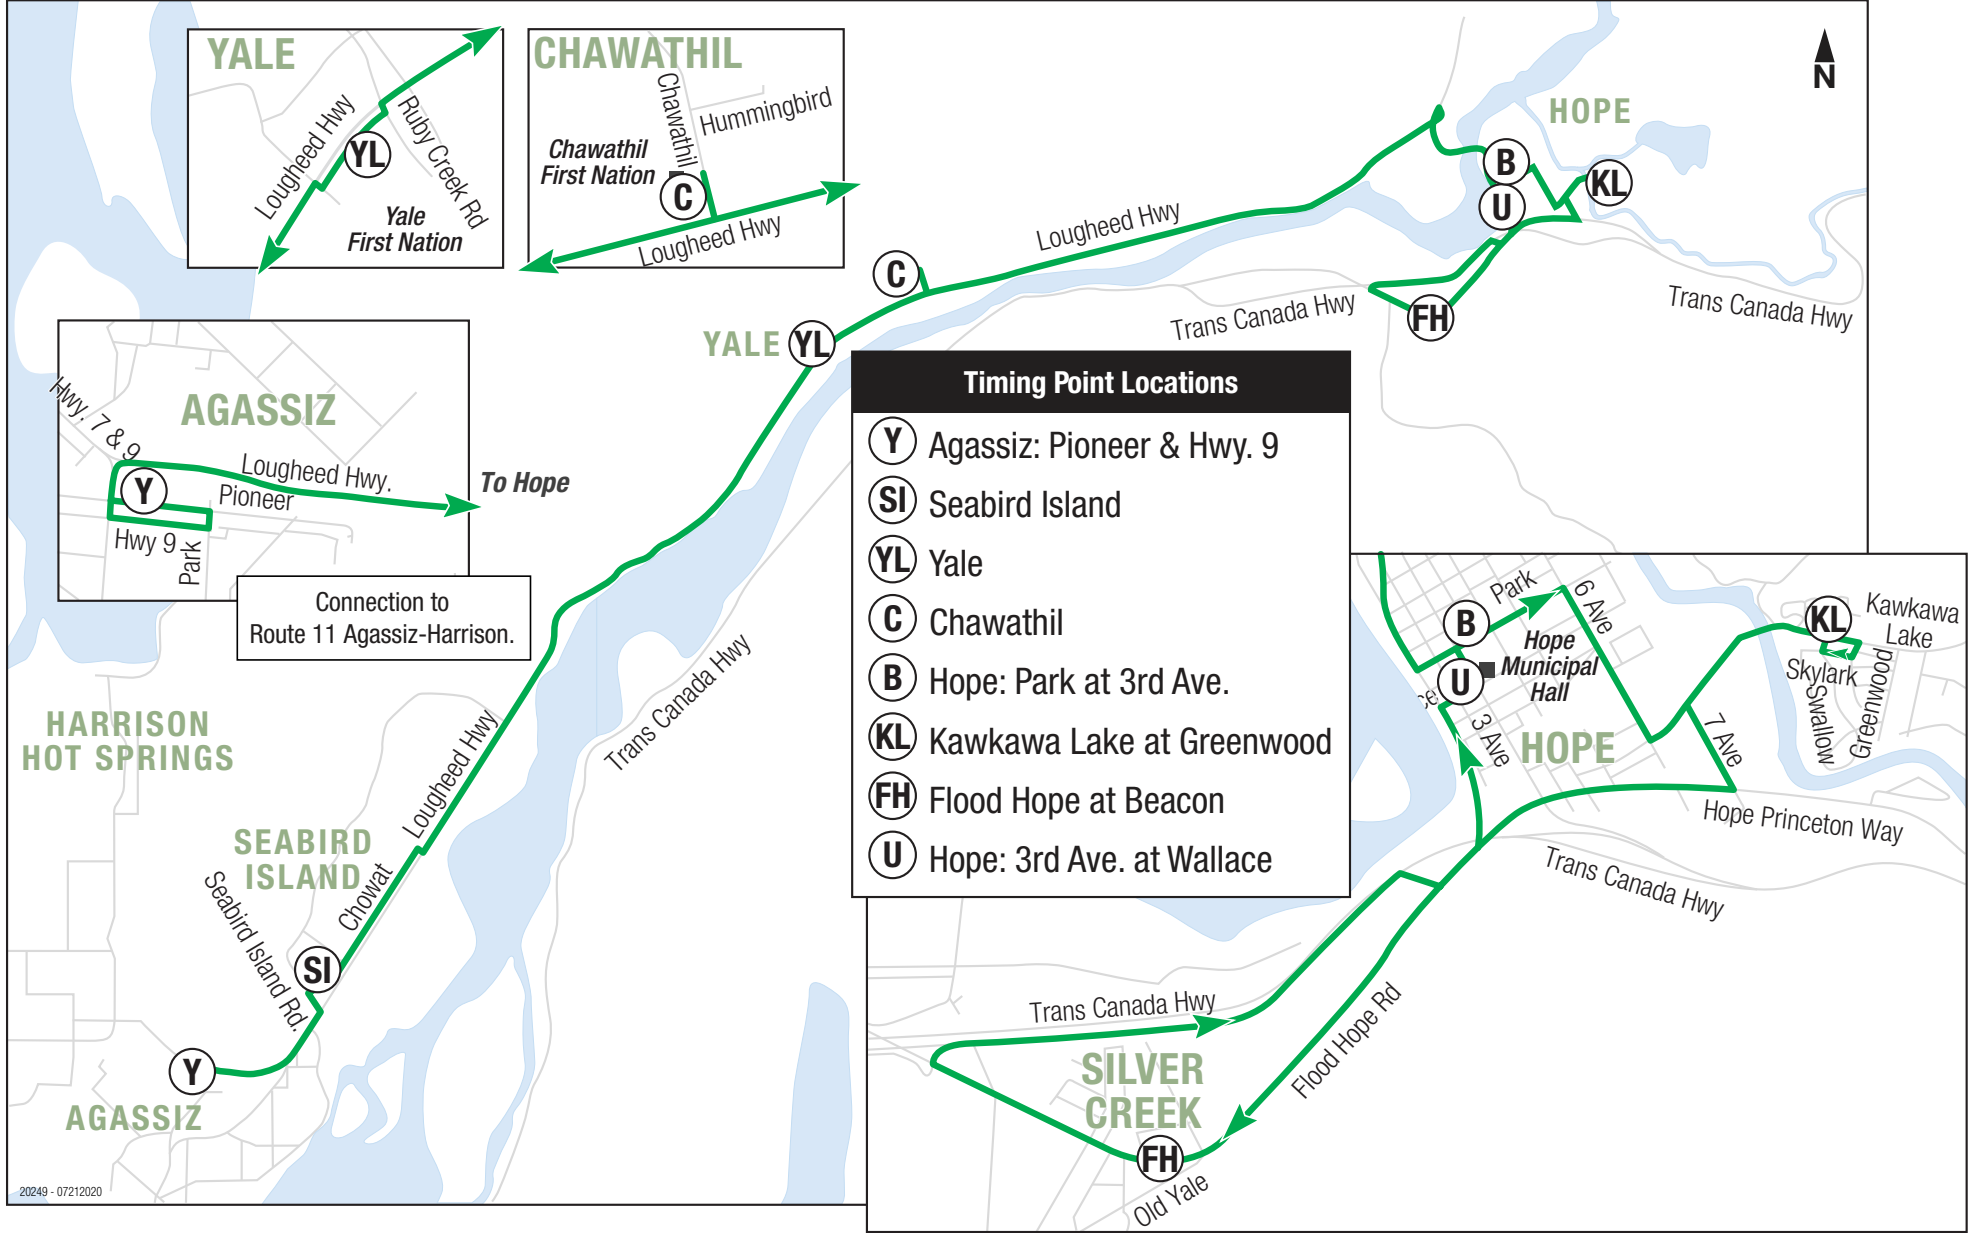 YALE
Lougheed Hwy
Ruby Creek Rd
YL
Yale
First Nation
CHAWATHIL
Chawathil
Hummingbird
Chawathil
First Nation
C
Lougheed Hwy
N
HOPE
B
U
KL
FH
Lougheed Hwy
Trans Canada Hwy
Trans Canada Hwy
C
YALE
YL
AGASSIZ
Hwy. 7 & 9
Lougheed Hwy.
Y
Pioneer
Hwy 9
Park
To Hope
Connection to
Route 11 Agassiz-Harrison.
Timing Point Locations
Y Agassiz: Pioneer & Hwy. 9
SI Seabird Island
YL Yale
C Chawathil
B Hope: Park at 3rd Ave.
KL Kawkawa Lake at Greenwood
FH Flood Hope at Beacon
U Hope: 3rd Ave. at Wallace
Trans Canada Hwy
HARRISON
HOT SPRINGS
SEABIRD
ISLAND
Lougheed Hwy
Chowat
Seabird Island Rd.
SI
Y
AGASSIZ
20249 - 07212020
Park
6 Ave
B
Hope
Municipal
Hall
U
3 Ave
HOPE
7 Ave
KL
Kawkawa
Lake
Skylark
Swallow
Greenwood
Hope Princeton Way
Trans Canada Hwy
Trans Canada Hwy
Flood Hope Rd
SILVER
CREEK
FH
Old Yale